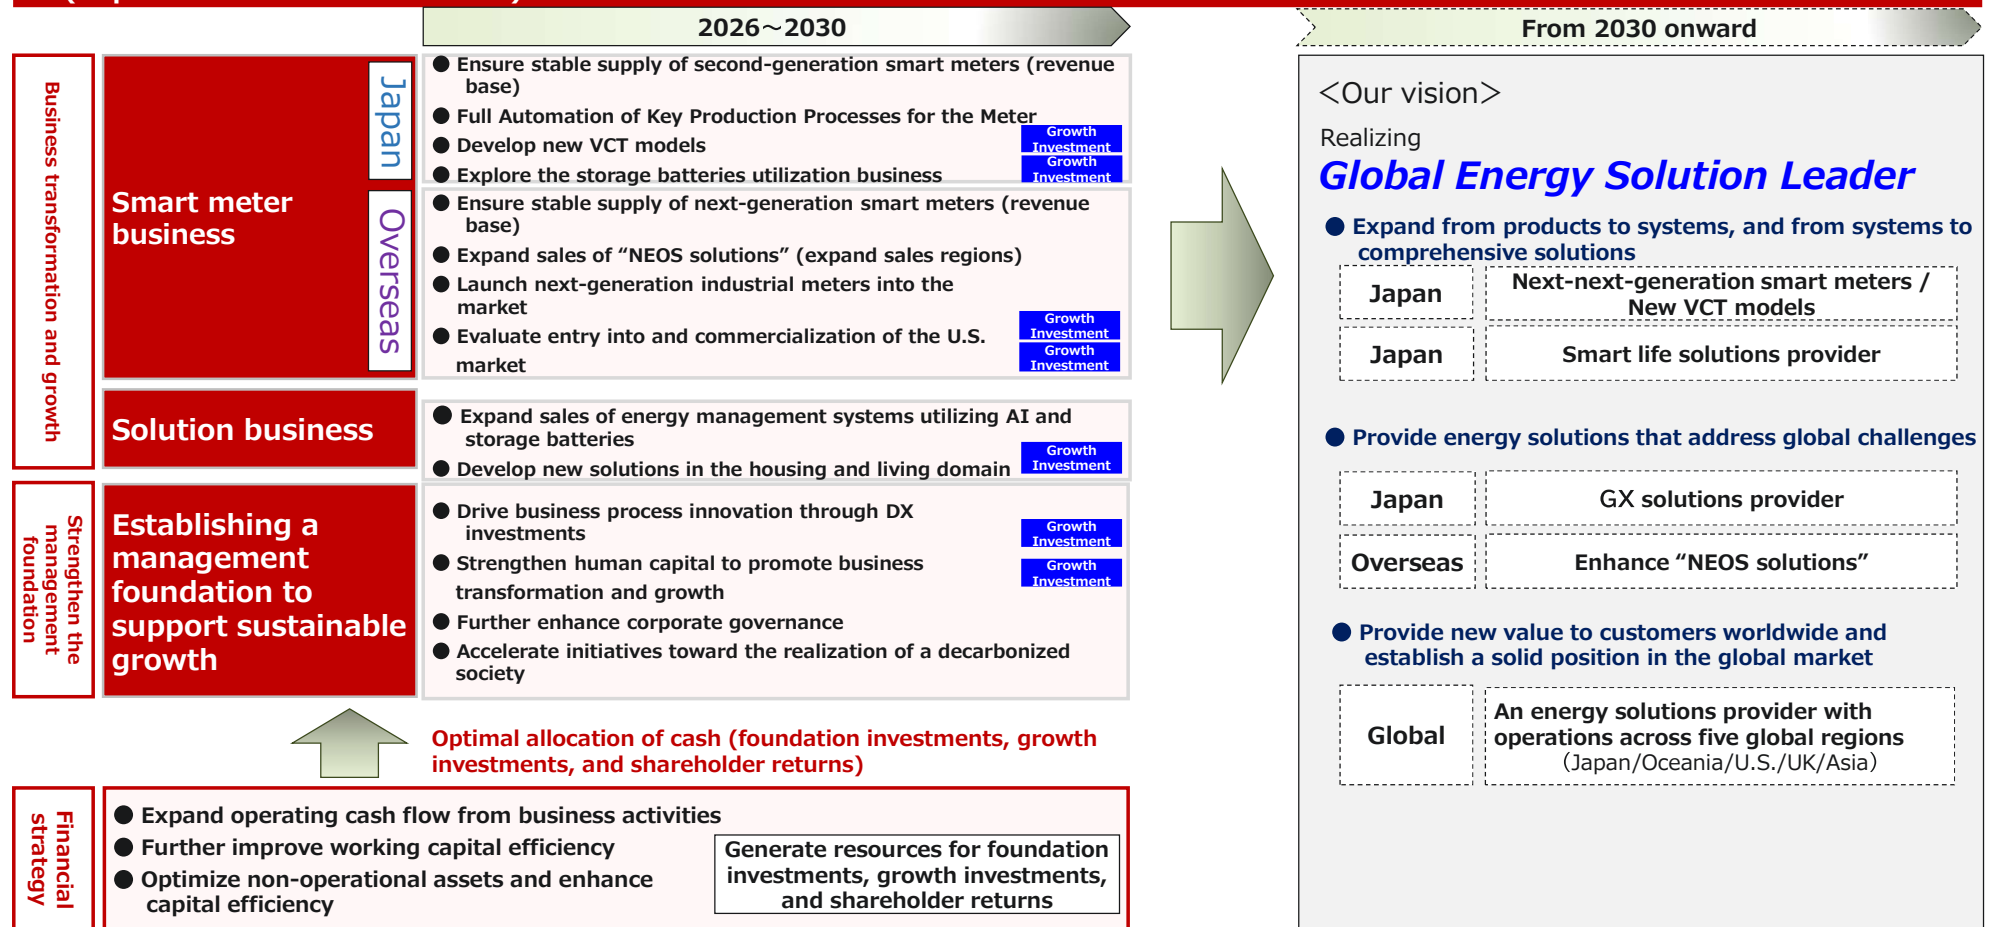 2026～2030
From 2030 onward
Business transformation and growth
Smart meter
business
Japan
● Ensure stable supply of second-generation smart meters (revenue
base)
● Full Automation of Key Production Processes for the Meter
● Develop new VCT models
Growth
Investment
● Explore the storage batteries utilization business
Growth
Investment
Overseas
● Ensure stable supply of next-generation smart meters (revenue
base)
● Expand sales of “NEOS solutions” (expand sales regions)
● Launch next-generation industrial meters into the
market
Growth
Investment
● Evaluate entry into and commercialization of the U.S.
market
Growth
Investment
Solution business
● Expand sales of energy management systems utilizing AI and
storage batteries
● Develop new solutions in the housing and living domain
Growth
Investment
Strengthen the
management
foundation
Establishing a
management
foundation to
support sustainable
growth
● Drive business process innovation through DX
investments
Growth
Investment
● Strengthen human capital to promote business
transformation and growth
Growth
Investment
● Further enhance corporate governance
● Accelerate initiatives toward the realization of a decarbonized
society
Optimal allocation of cash (foundation investments, growth
investments, and shareholder returns)
Financial
strategy
● Expand operating cash flow from business activities
● Further improve working capital efficiency
● Optimize non-operational assets and enhance
capital efficiency
Generate resources for foundation
investments, growth investments,
and shareholder returns
＜Our vision＞
Realizing
Global Energy Solution Leader
● Expand from products to systems, and from systems to
comprehensive solutions
Japan
Next-next-generation smart meters /
New VCT models
Japan
Smart life solutions provider
● Provide energy solutions that address global challenges
Japan
GX solutions provider
Overseas
Enhance “NEOS solutions”
● Provide new value to customers worldwide and
establish a solid position in the global market
Global
An energy solutions provider with
operations across five global regions
（Japan/Oceania/U.S./UK/Asia）